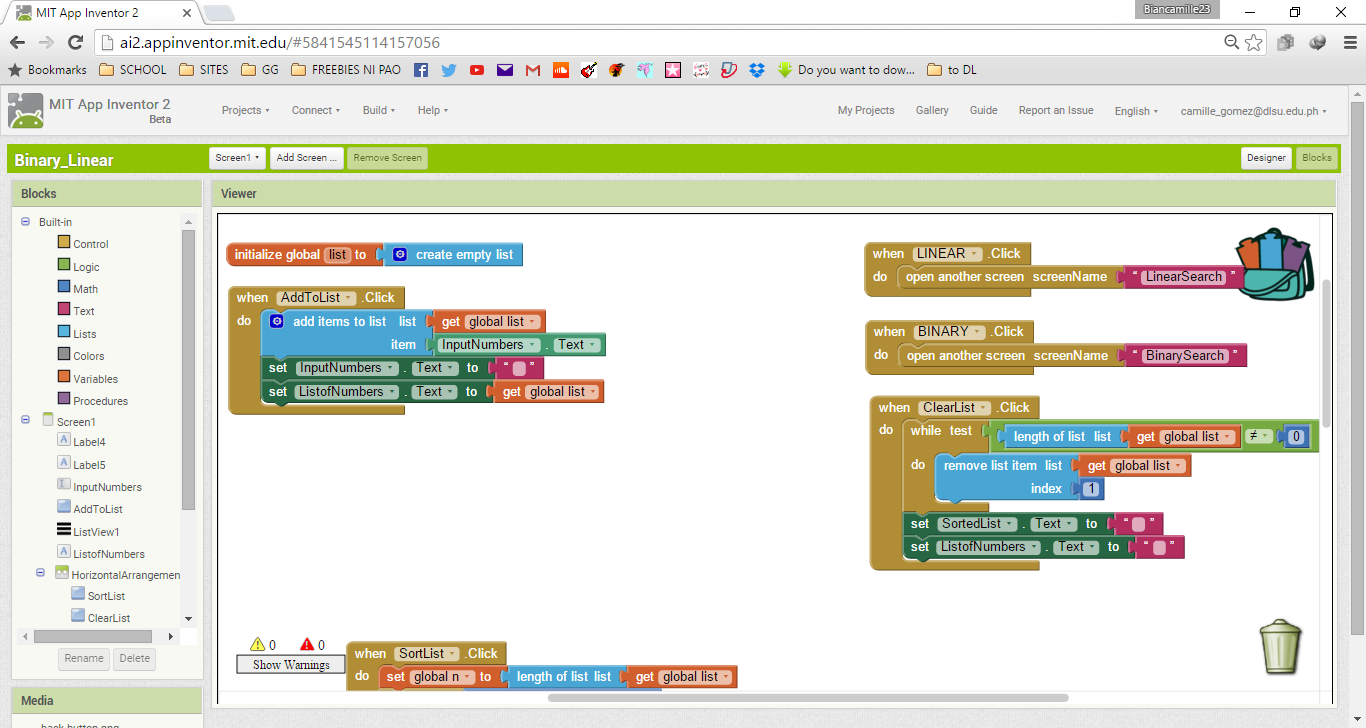 MIT App Inventor 2
Biancamille23
ai2.appinventor.mit.edu/#5841545114157056
Bookmarks SCHOOL SITES GG FREEBIES NI PAO Do you want to dow... to DL
MIT App Inventor 2
Beta
Projects Connect Build Help My Projects Gallery Guide Report an Issue English camille_gomez@dlsu.edu.ph
Binary_Linear Screen1 Add Screen ... Remove Screen Designer Blocks
Blocks
Built-in
Control
Logic
Math
Text
Lists
Colors
Variables
Procedures
Screen1
Label4
Label5
InputNumbers
AddToList
ListView1
ListofNumbers
HorizontalArrangemen
SortList
ClearList
Rename Delete
Media
back button.png
Viewer
initialize global list to create empty list
when AddToList .Click
do add items to list list get global list
item InputNumbers . Text
set InputNumbers . Text to “ ”
set ListofNumbers . Text to get global list
when LINEAR .Click
do open another screen screenName “ LinearSearch ”
when BINARY .Click
do open another screen screenName “ BinarySearch ”
when ClearList .Click
do while test length of list list get global list ≠ 0
do remove list item list get global list
index 1
set SortedList . Text to “ ”
set ListofNumbers . Text to “ ”
0 0
Show Warnings
when SortList .Click
do set global n to length of list list get global list